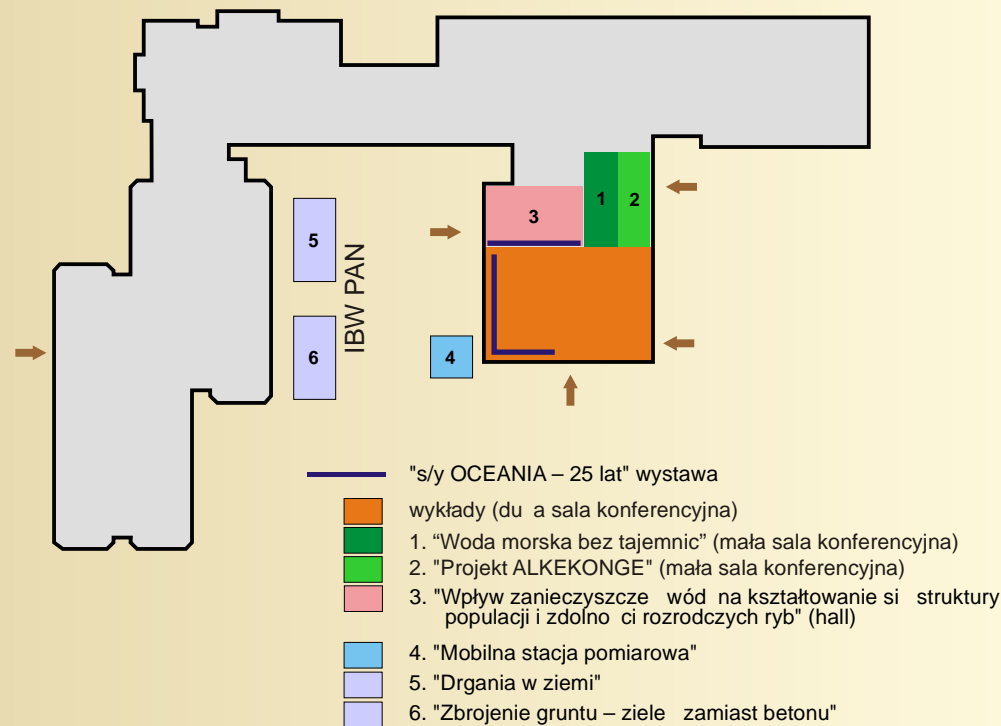 1
2
3
5
IBW PAN
6
4
"s/y OCEANIA – 25 lat" wystawa
wykłady (du a sala konferencyjna)
1. “Woda morska bez tajemnic” (mała sala konferencyjna)
2. "Projekt ALKEKONGE" (mała sala konferencyjna)
3. "Wpływ zanieczyszcze wód na kształtowanie si struktury
populacji i zdolno ci rozrodczych ryb" (hall)
4. "Mobilna stacja pomiarowa"
5. "Drgania w ziemi"
6. "Zbrojenie gruntu – ziele zamiast betonu"